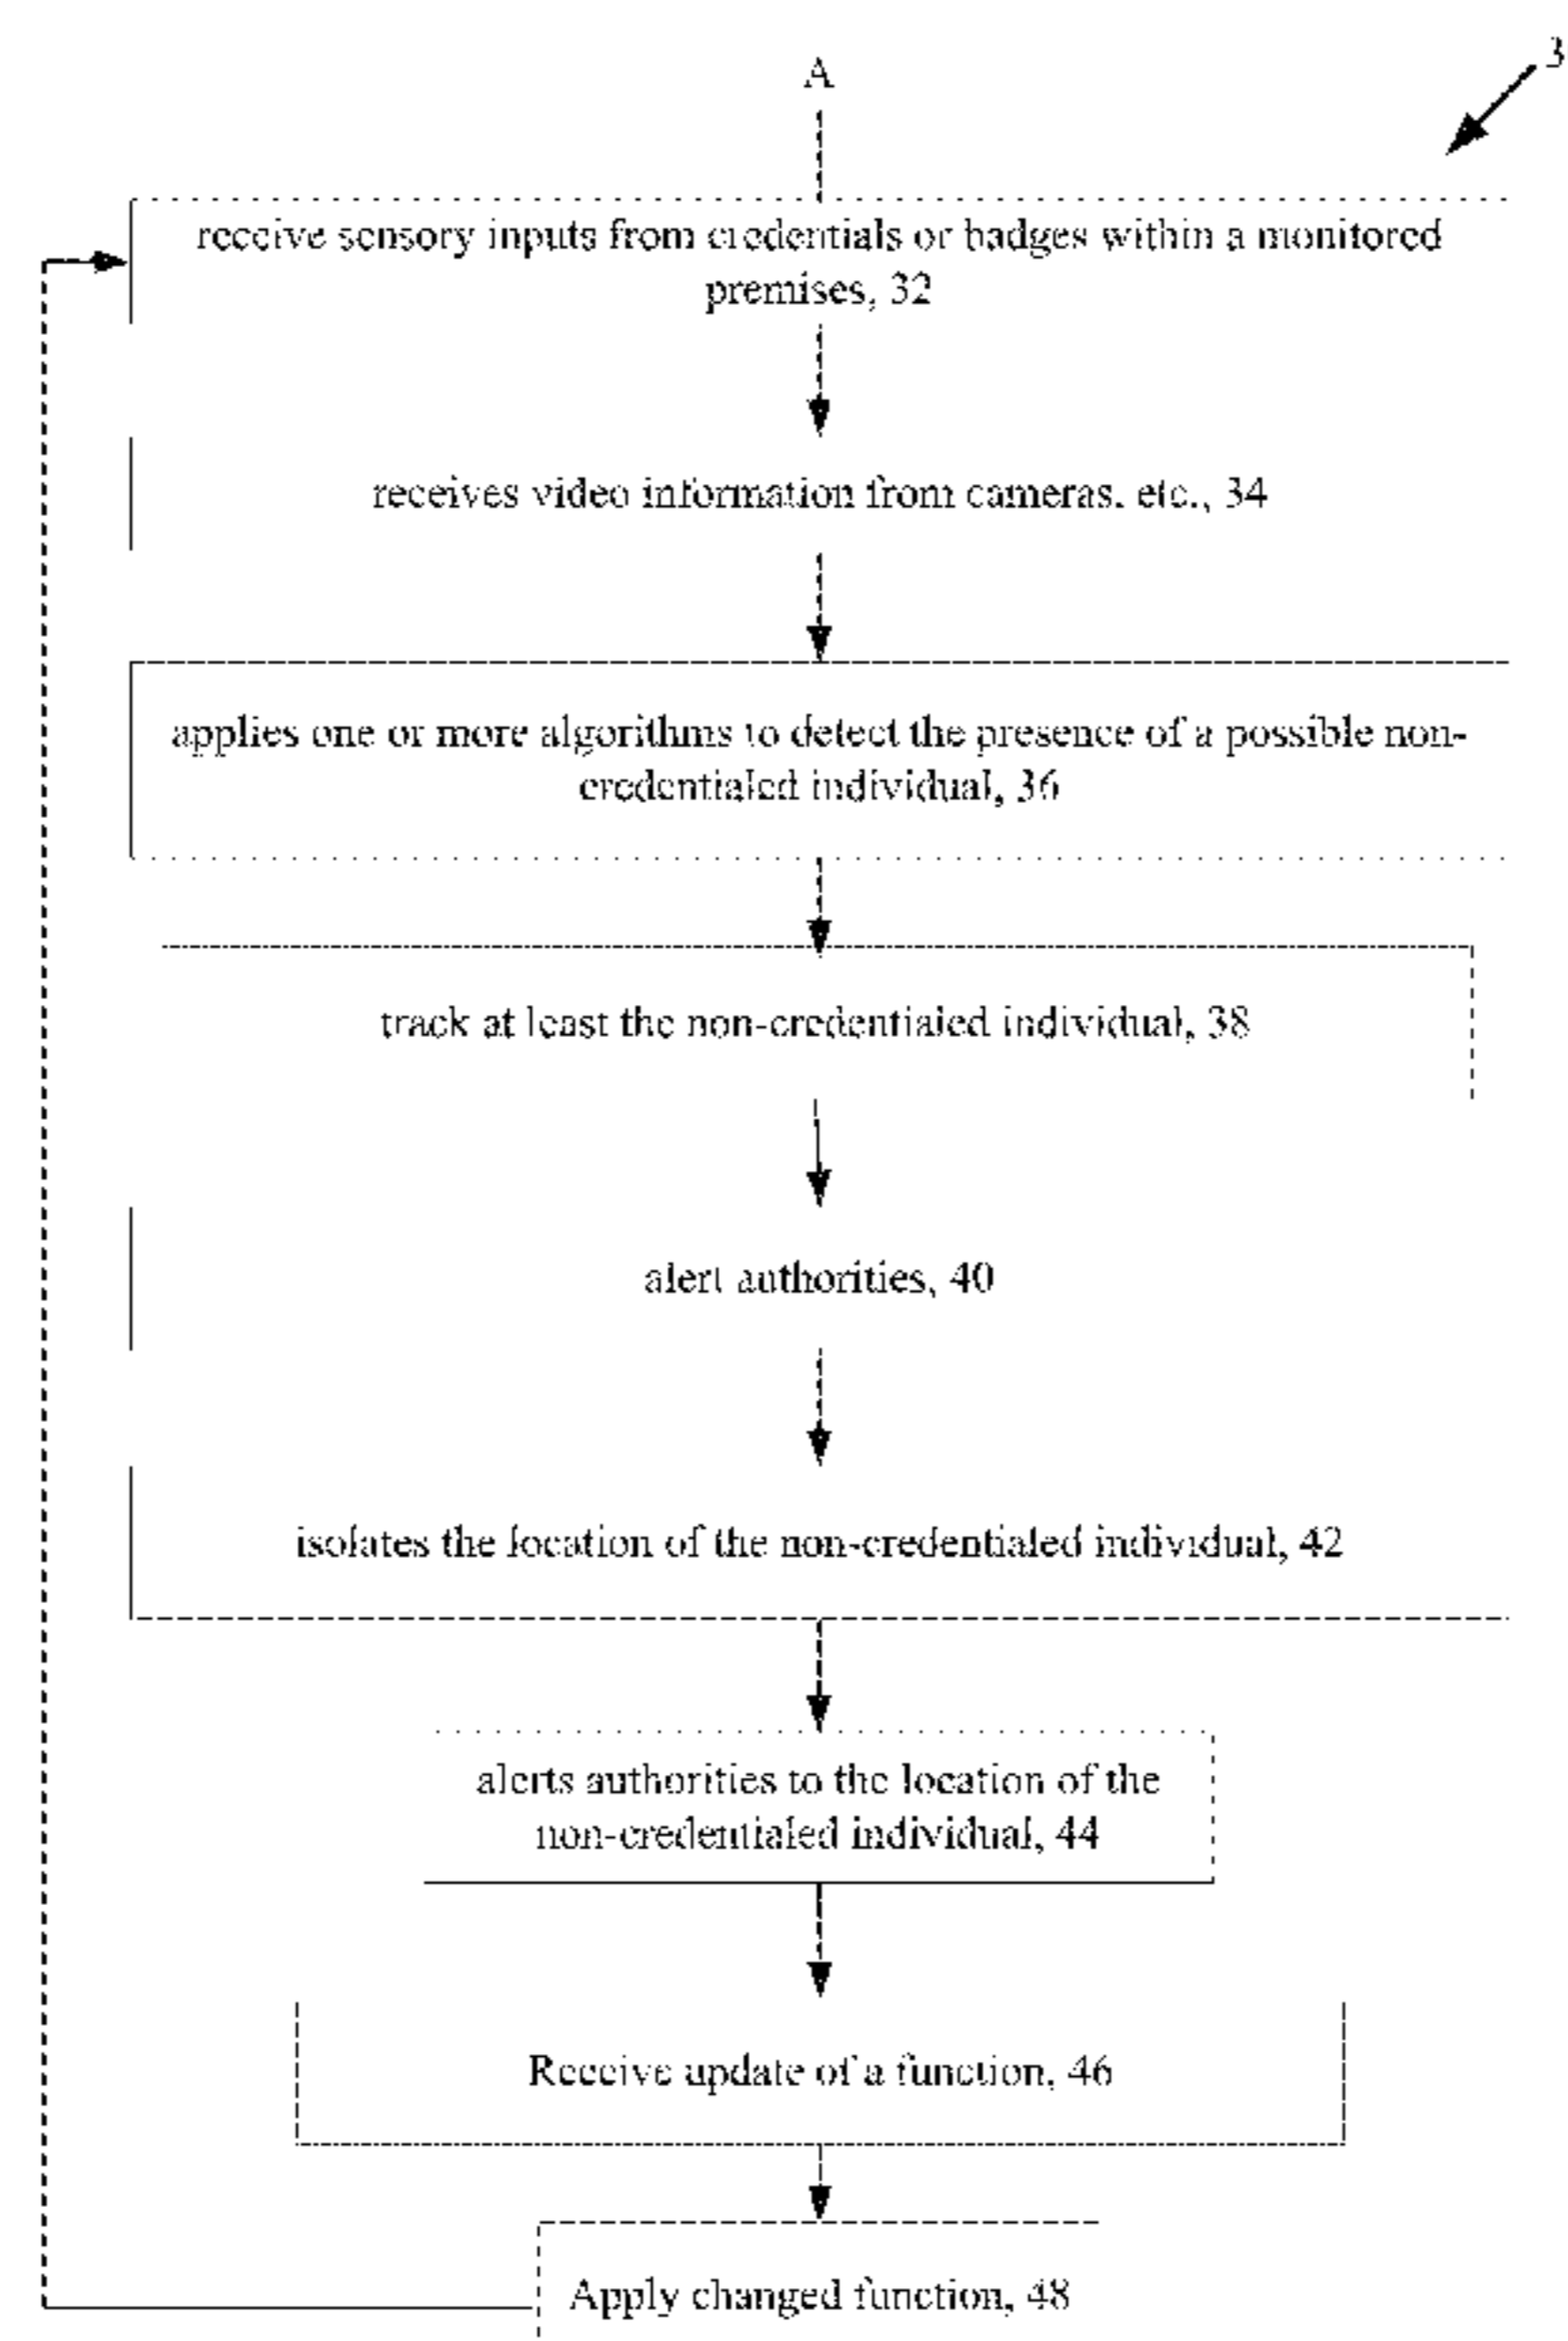 3
A
receive sensory inputs from credentials or badges within a monitored
premises, 32
receives video information from cameras, etc., 34
applies one or more algorithms to detect the presence of a possible non-
credentialed individual, 36
track at least the non-credentialed individual, 38
alert authorities, 40
isolates the location of the non-credentialed individual, 42
alerts authorities to the location of the
non-credentialed individual, 44
Receive update of a function, 46
Apply changed function, 48